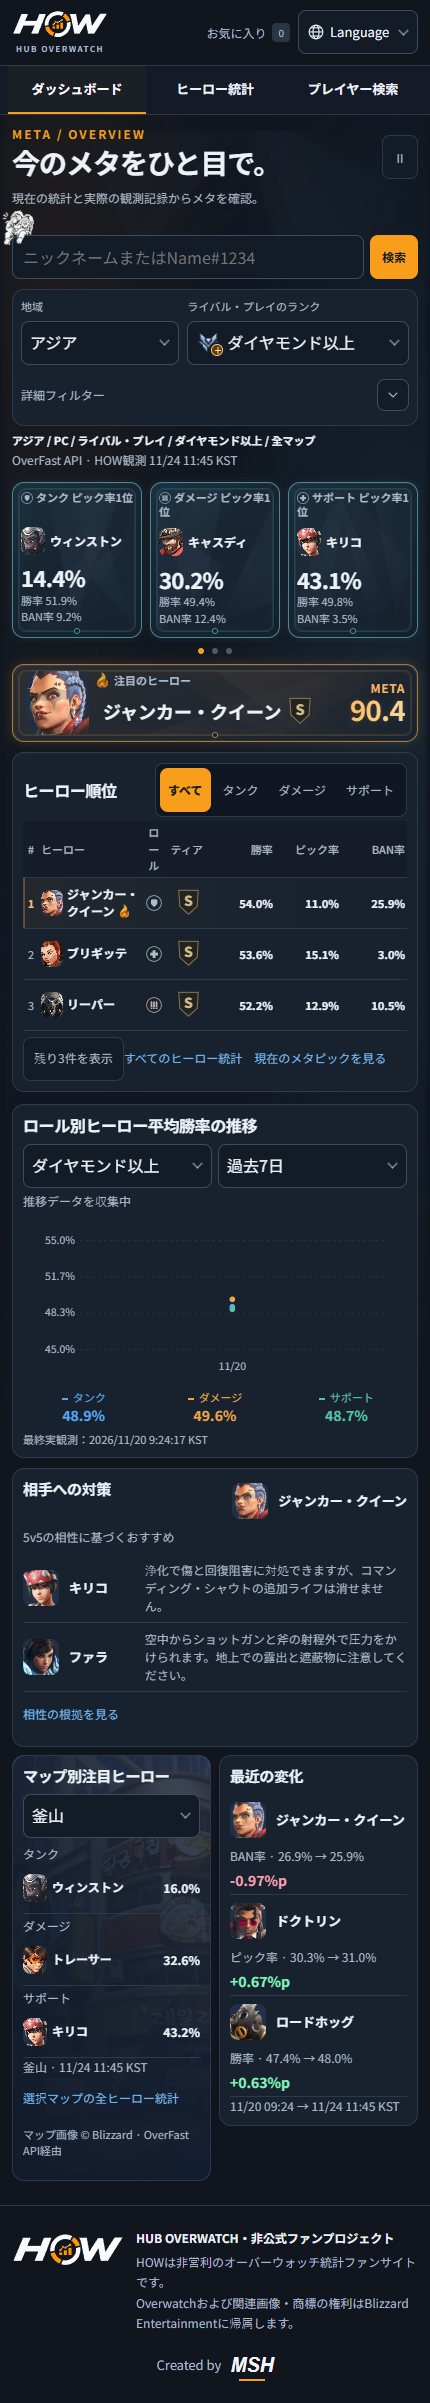 HOW
HUB OVERWATCH
お気に入り 0
Language
ダッシュボード ヒーロー統計 プレイヤー検索
META / OVERVIEW
今のメタをひと目で。
現在の統計と実際の観測記録からメタを確認。
ニックネームまたはName#1234
検索
地域 ライバル・プレイのランク
アジア ダイヤモンド以上
詳細フィルター
アジア / PC / ライバル・プレイ / ダイヤモンド以上 / 全マップ
OverFast API · HOW観測 11/24 11:45 KST
タンク ピック率1位
ウィンストン
14.4%
勝率 51.9%
BAN率 9.2%
ダメージ ピック率1
位
キャスディ
30.2%
勝率 49.4%
BAN率 12.4%
サポート ピック率1
位
キリコ
43.1%
勝率 49.8%
BAN率 3.5%
注目のヒーロー
ジャンカー・クイーン S
META
90.4
ヒーロー順位
すべて タンク ダメージ サポート
# ヒーロー ロール ティア 勝率 ピック率 BAN率
1 ジャンカー・
クイーン S 54.0% 11.0% 25.9%
2 ブリギッテ S 53.6% 15.1% 3.0%
3 リーパー S 52.2% 12.9% 10.5%
残り3件を表示 すべてのヒーロー統計 現在のメタピックを見る
ロール別ヒーロー平均勝率の推移
ダイヤモンド以上 過去7日
推移データを収集中
55.0%
51.7%
48.3%
45.0%
11/20
タンク ダメージ サポート
48.9% 49.6% 48.7%
最終実観測：2026/11/20 9:24:17 KST
相手への対策
ジャンカー・クイーン
5v5の相性に基づくおすすめ
キリコ
浄化で傷と回復阻害に対処できますが、コマン
ディング・シャウトの追加ライフは消せませ
ん。
ファラ
空中からショットガンと斧の射程外で圧力をか
けられます。地上での露出と遮蔽物に注意してく
ださい。
相性の根拠を見る
マップ別注目ヒーロー
釜山
タンク
ウィンストン 16.0%
ダメージ
トレーサー 32.6%
サポート
キリコ 43.2%
釜山 · 11/24 11:45 KST
選択マップの全ヒーロー統計
マップ画像 © Blizzard · OverFast
API経由
最近の変化
ジャンカー・クイーン
BAN率 · 26.9% → 25.9%
-0.97%p
ドクトリン
ピック率 · 30.3% → 31.0%
+0.67%p
ロードホッグ
勝率 · 47.4% → 48.0%
+0.63%p
11/20 09:24 → 11/24 11:45 KST
HOW
HUB OVERWATCH · 非公式ファンプロジェクト
HOWは非営利のオーバーウォッチ統計ファンサイト
です。
Overwatchおよび関連画像・商標の権利はBlizzard
Entertainmentに帰属します。
Created by MSH